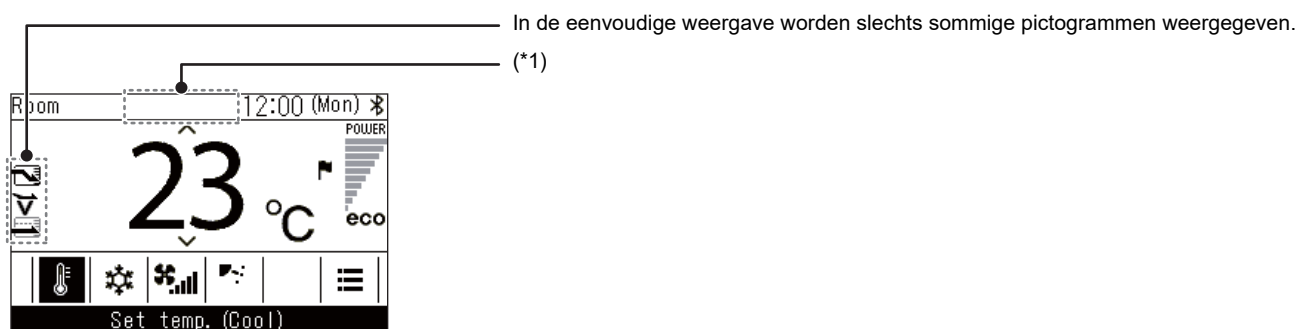 In de eenvoudige weergave worden slechts sommige pictogrammen weergegeven.
(*1)
Room 12:00 (Mon)
POWER
23 °C
eco
Set temp. (Cool)